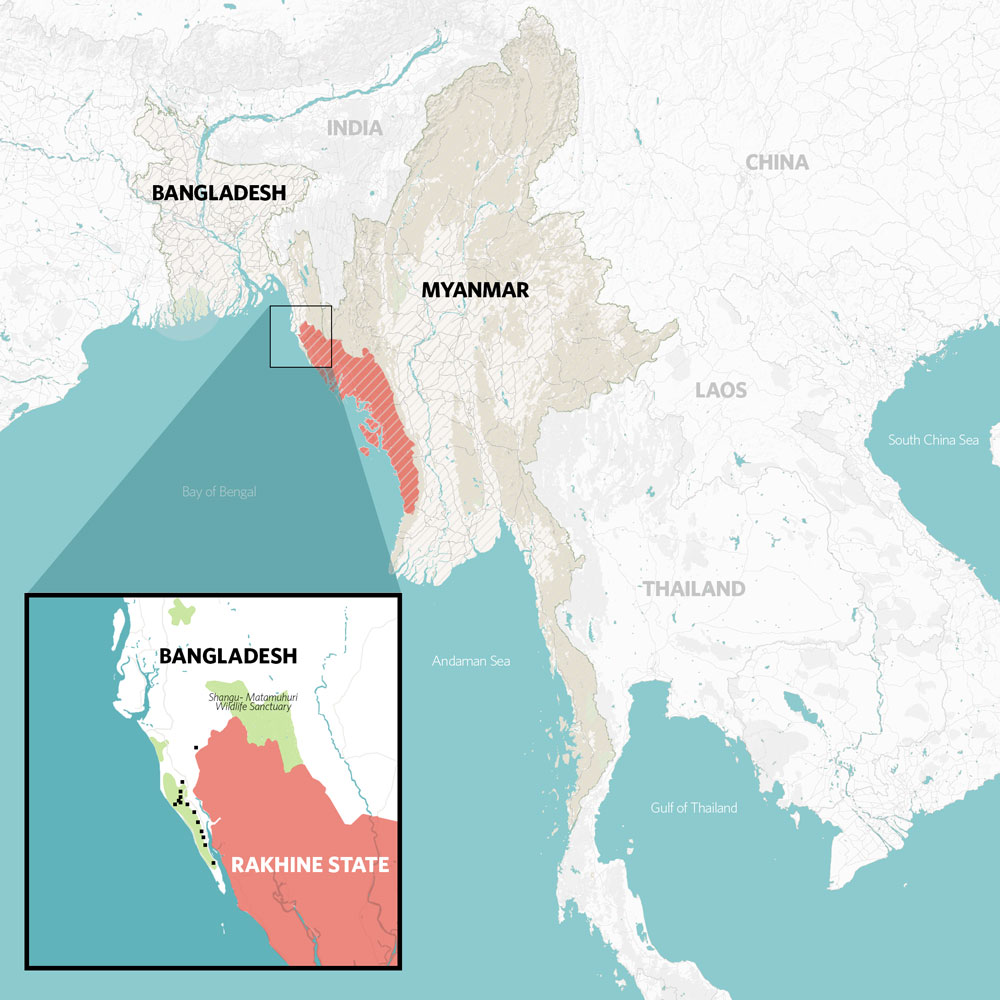 INDIA
CHINA
BANGLADESH
MYANMAR
LAOS
South China Sea
Bay of Bengal
THAILAND
BANGLADESH
Andaman Sea
Shangu- Matamuhuri
Wildlife Sanctuary
Gulf of Thailand
RAKHINE STATE